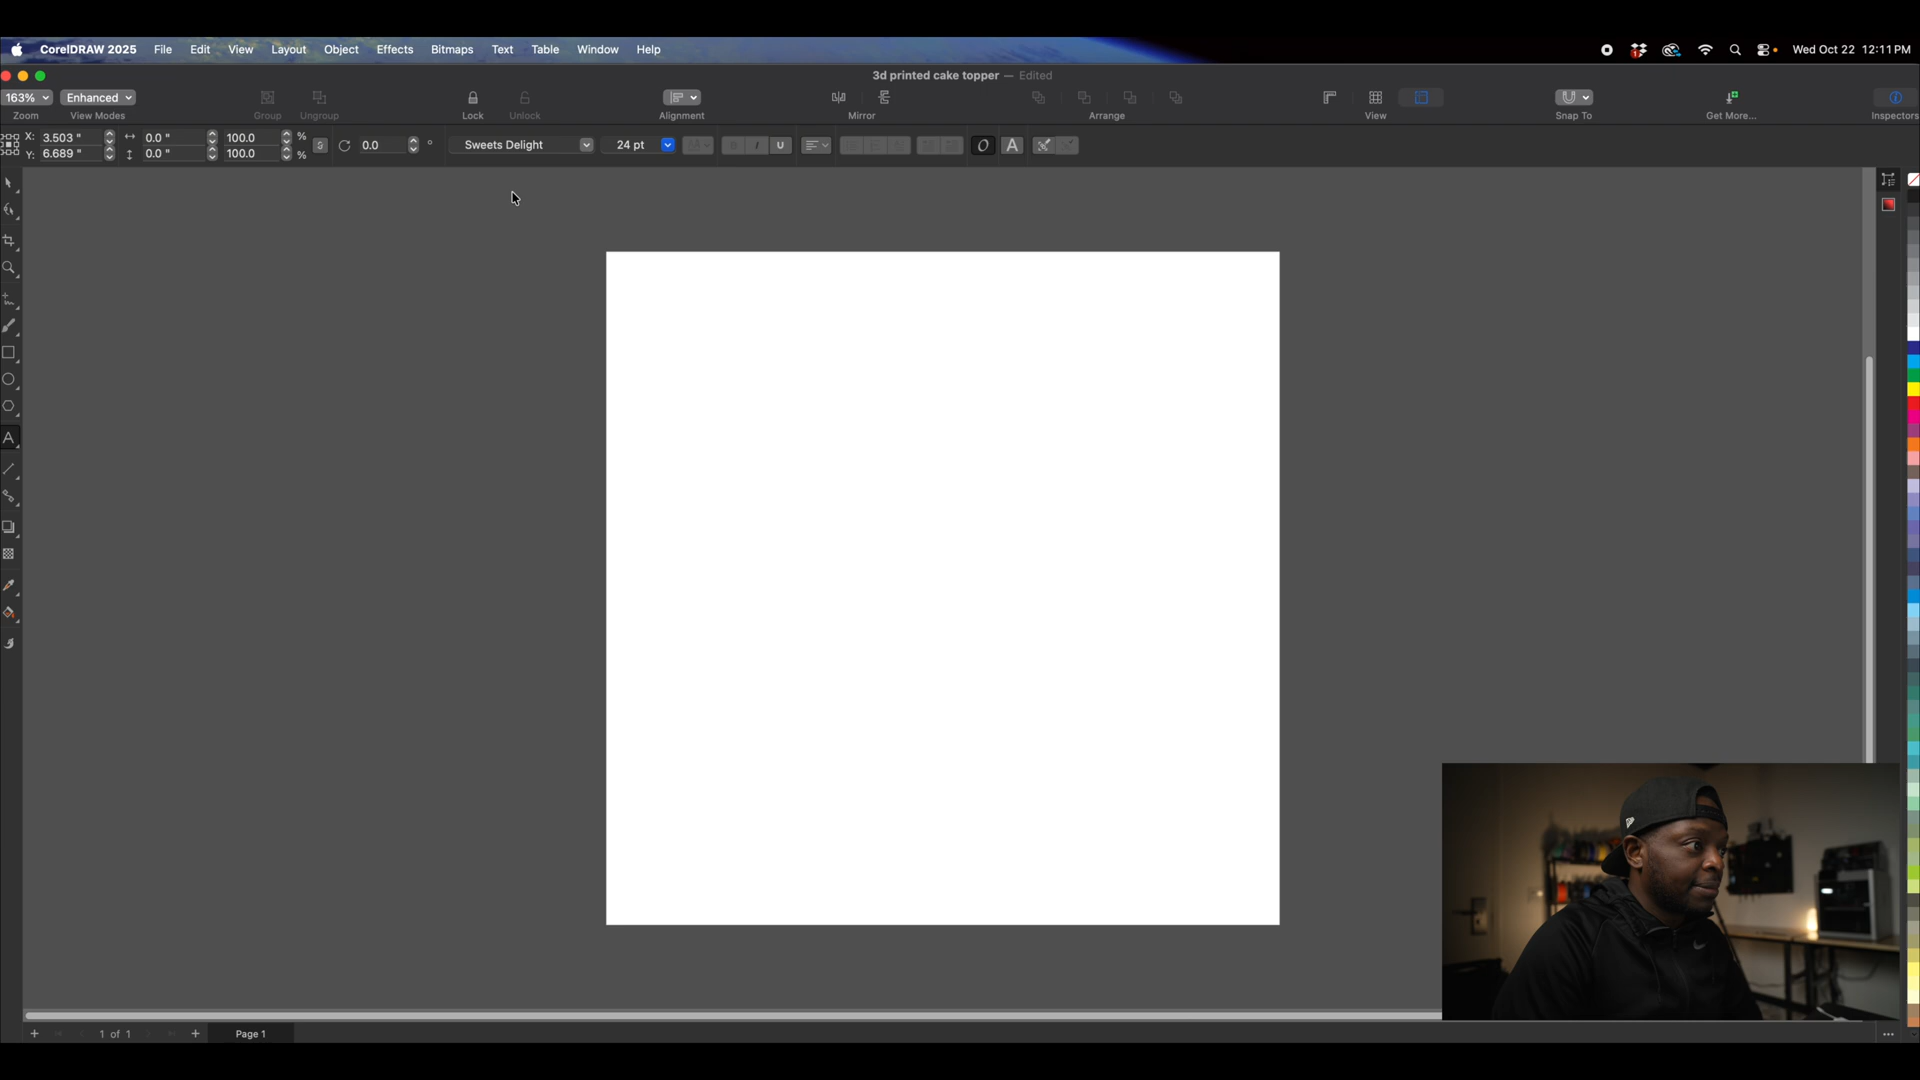 CorelDRAW 2025 File Edit View Layout Object Effects Bitmaps Text Table Window Help
1
Wed Oct 22 12:11 PM
3d printed cake topper — Edited
163% Enhanced
Zoom View Modes Group Ungroup Lock Unlock Alignment Mirror Arrange View Snap To Get More... Inspectors
X: 3.503 " 0.0 " 100.0 % 0.0 ° Sweets Delight 24 pt B I U O A
Y: 6.689 " 0.0 " 100.0 %
A
1 of 1 Page 1